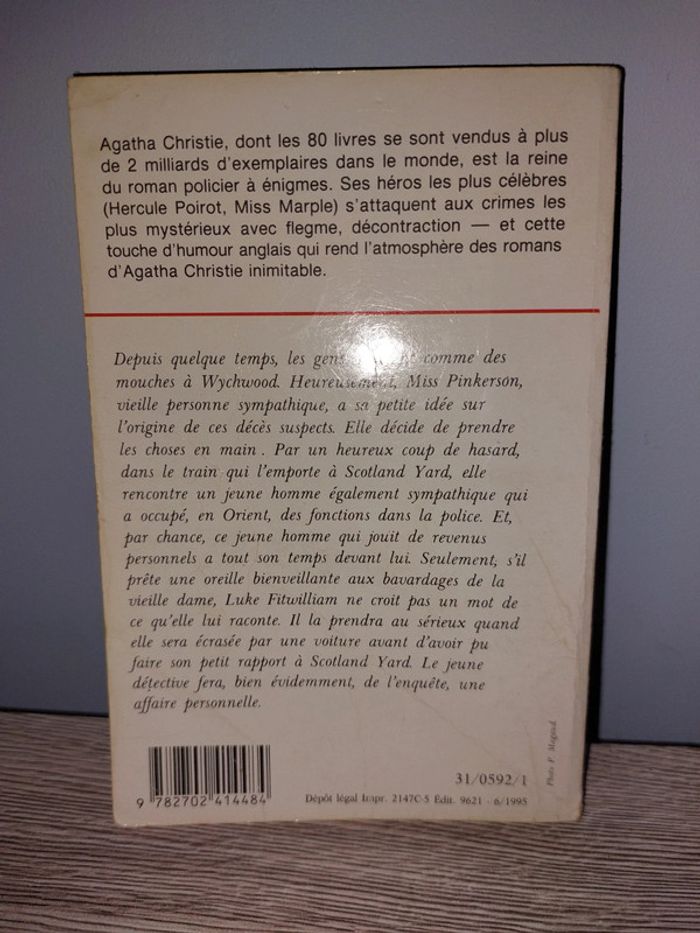 Agatha Christie, dont les 80 livres se sont vendus à plus
de 2 milliards d'exemplaires dans le monde, est la reine
du roman policier à énigmes. Ses héros les plus célèbres
(Hercule Poirot, Miss Marple) s'attaquent aux crimes les
plus mystérieux avec flegme, décontraction — et cette
touche d'humour anglais qui rend l'atmosphère des romans
d'Agatha Christie inimitable.
Depuis quelque temps, les gens comme des
mouches à Wychwood. Heureusement, Miss Pinkerson,
vieille personne sympathique, a sa petite idée sur
l'origine de ces décès suspects. Elle décide de prendre
les choses en main . Par un heureux coup de hasard,
dans le train qui l'emporte à Scotland Yard, elle
rencontre un jeune homme également sympathique qui
a occupé, en Orient, des fonctions dans la police. Et,
par chance, ce jeune homme qui jouit de revenus
personnels a tout son temps devant lui. Seulement, s'il
prête une oreille bienveillante aux bavardages de la
vieille dame, Luke Fitwilliam ne croit pas un mot de
ce qu'elle lui raconte. Il la prendra au sérieux quand
elle sera écrasée par une voiture avant d'avoir pu
faire son petit rapport à Scotland Yard. Le jeune
détective fera, bien évidemment, de l'enquête, une
affaire personnelle.
Photo P.
31/0592/1
9 782702 414484
Dépôt légal Impr. 2147C-5 Édit. 9621 - 6/1995